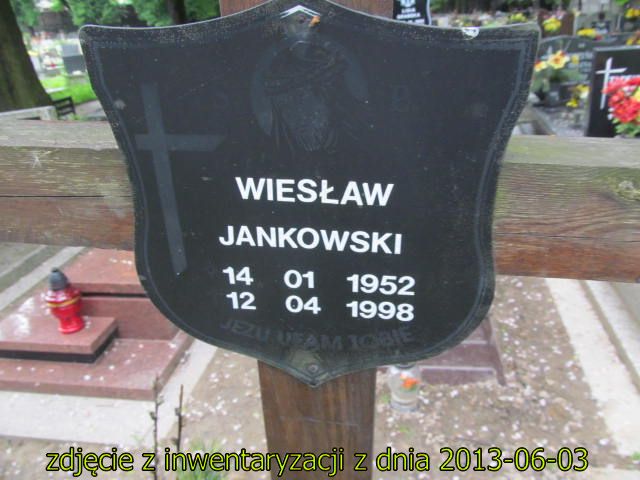 Ś P.
WIESŁAW
JANKOWSKI
14 01 1952
12 04 1998
JEZU UFAM TOBIE
zdjęcie z inwentaryzacji z dnia 2013-06-03